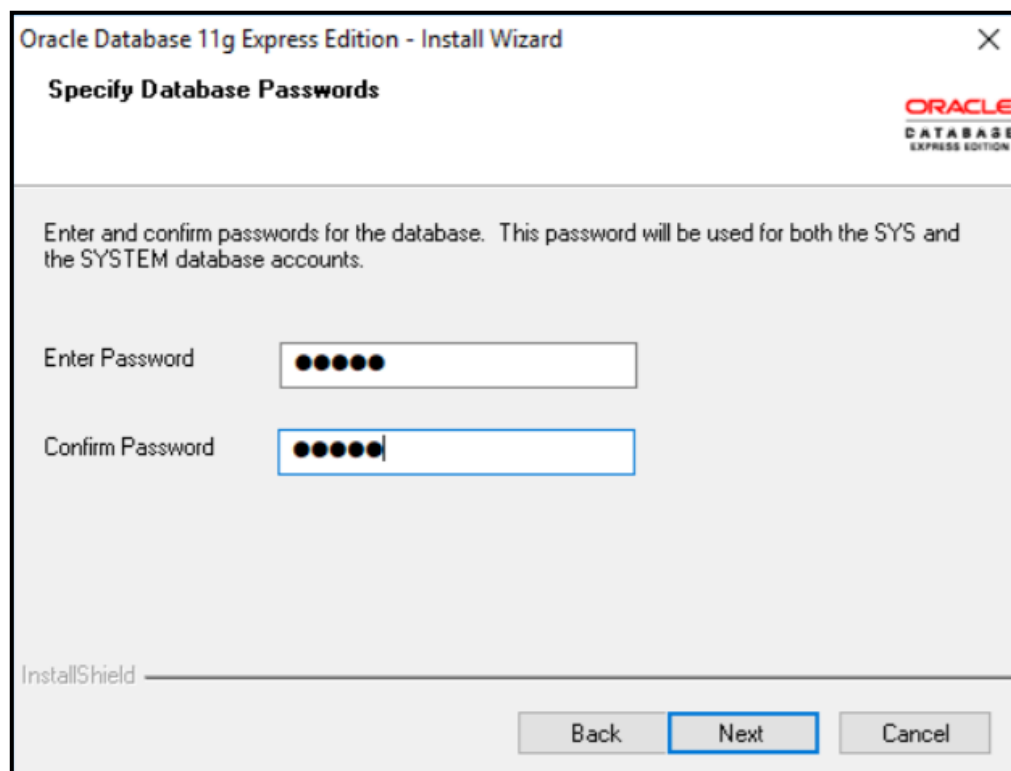 Oracle Database 11g Express Edition - Install Wizard
Specify Database Passwords
ORACLE
DATABASE
EXPRESS EDITION
Enter and confirm passwords for the database. This password will be used for both the SYS and
the SYSTEM database accounts.
Enter Password ●●●●●
Confirm Password ●●●●●
InstallShield
Back Next Cancel